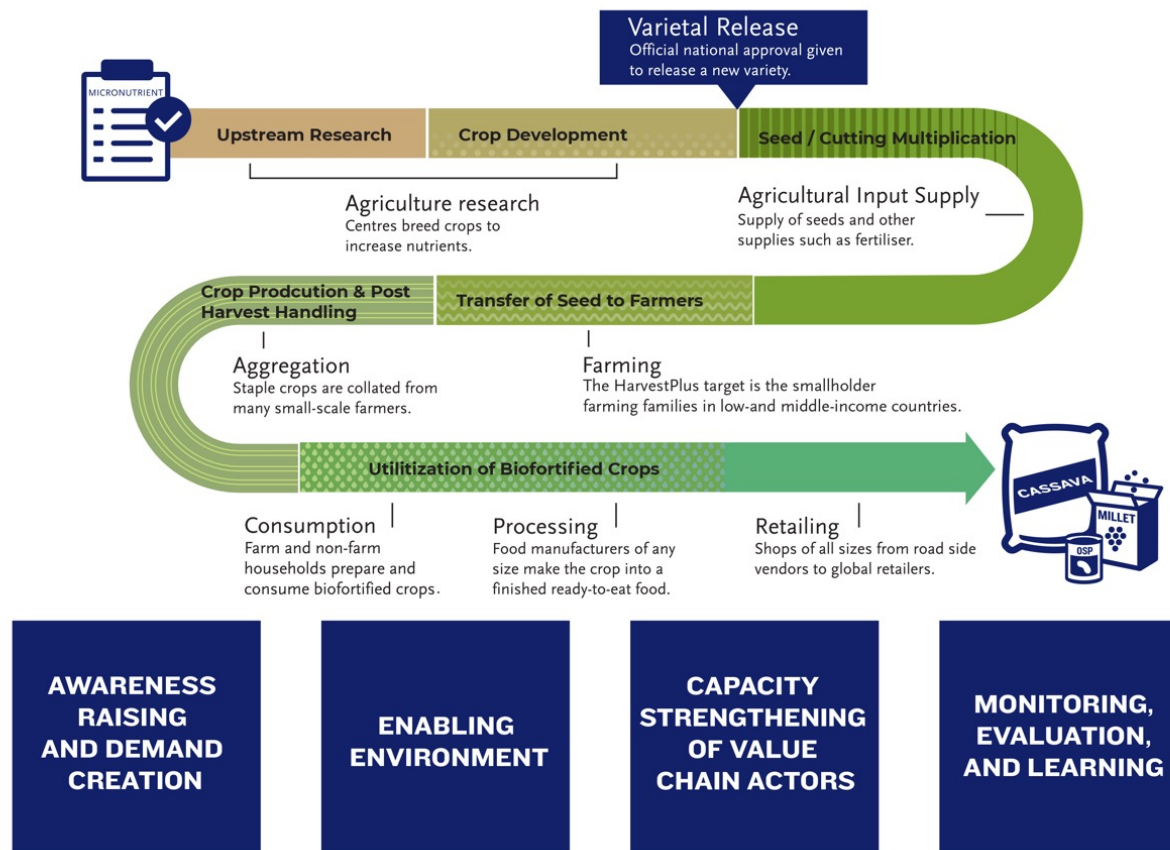 Varietal Release
Official national approval given
to release a new variety.
MICRONUTRIENT
Upstream Research
Crop Development
Seed / Cutting Multiplication
Agriculture research
Centres breed crops to
increase nutrients.
Agricultural Input Supply
Supply of seeds and other
supplies such as fertiliser.
Crop Prodcution & Post
Harvest Handling
Transfer of Seed to Farmers
Aggregation
Staple crops are collated from
many small-scale farmers.
Farming
The HarvestPlus target is the smallholder
farming families in low-and middle-income countries.
Utilitization of Biofortified Crops
CASSAVA
MILLET
OSP
Consumption
Farm and non-farm
households prepare and
consume biofortified crops.
Processing
Food manufacturers of any
size make the crop into a
finished ready-to-eat food.
Retailing
Shops of all sizes from road side
vendors to global retailers.
AWARENESS
RAISING
AND DEMAND
CREATION
ENABLING
ENVIRONMENT
CAPACITY
STRENGTHENING
OF VALUE
CHAIN ACTORS
MONITORING,
EVALUATION,
AND LEARNING